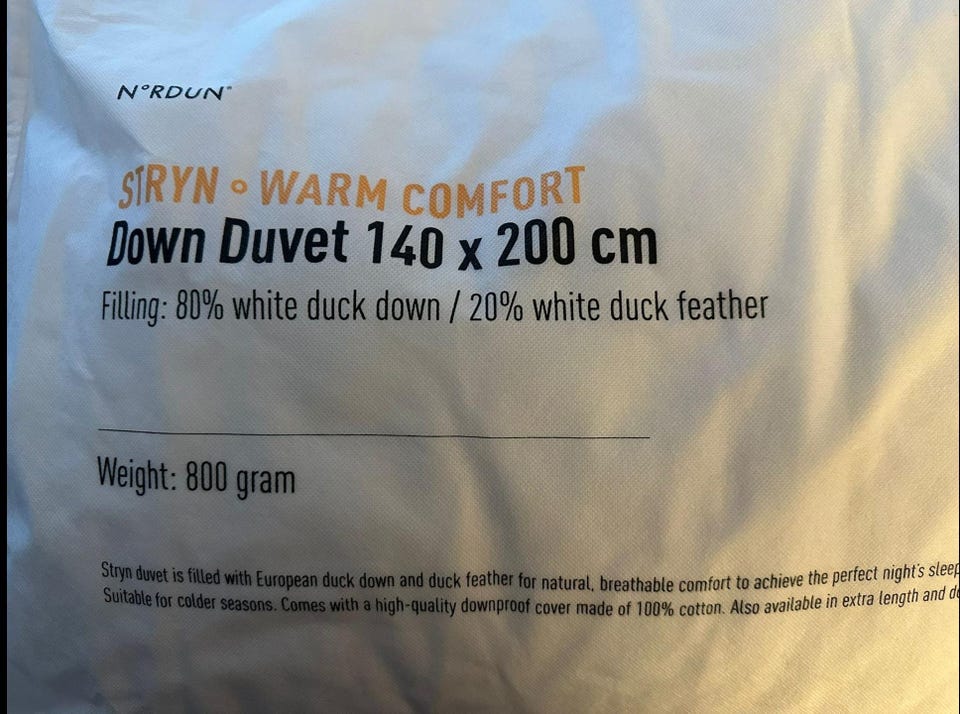 N°RDUN®
STRYN ∘ WARM COMFORT
Down Duvet 140 x 200 cm
Filling: 80% white duck down / 20% white duck feather
Weight: 800 gram
Stryn duvet is filled with European duck down and duck feather for natural, breathable comfort to achieve the perfect night's sleep
Suitable for colder seasons. Comes with a high-quality downproof cover made of 100% cotton. Also available in extra length and